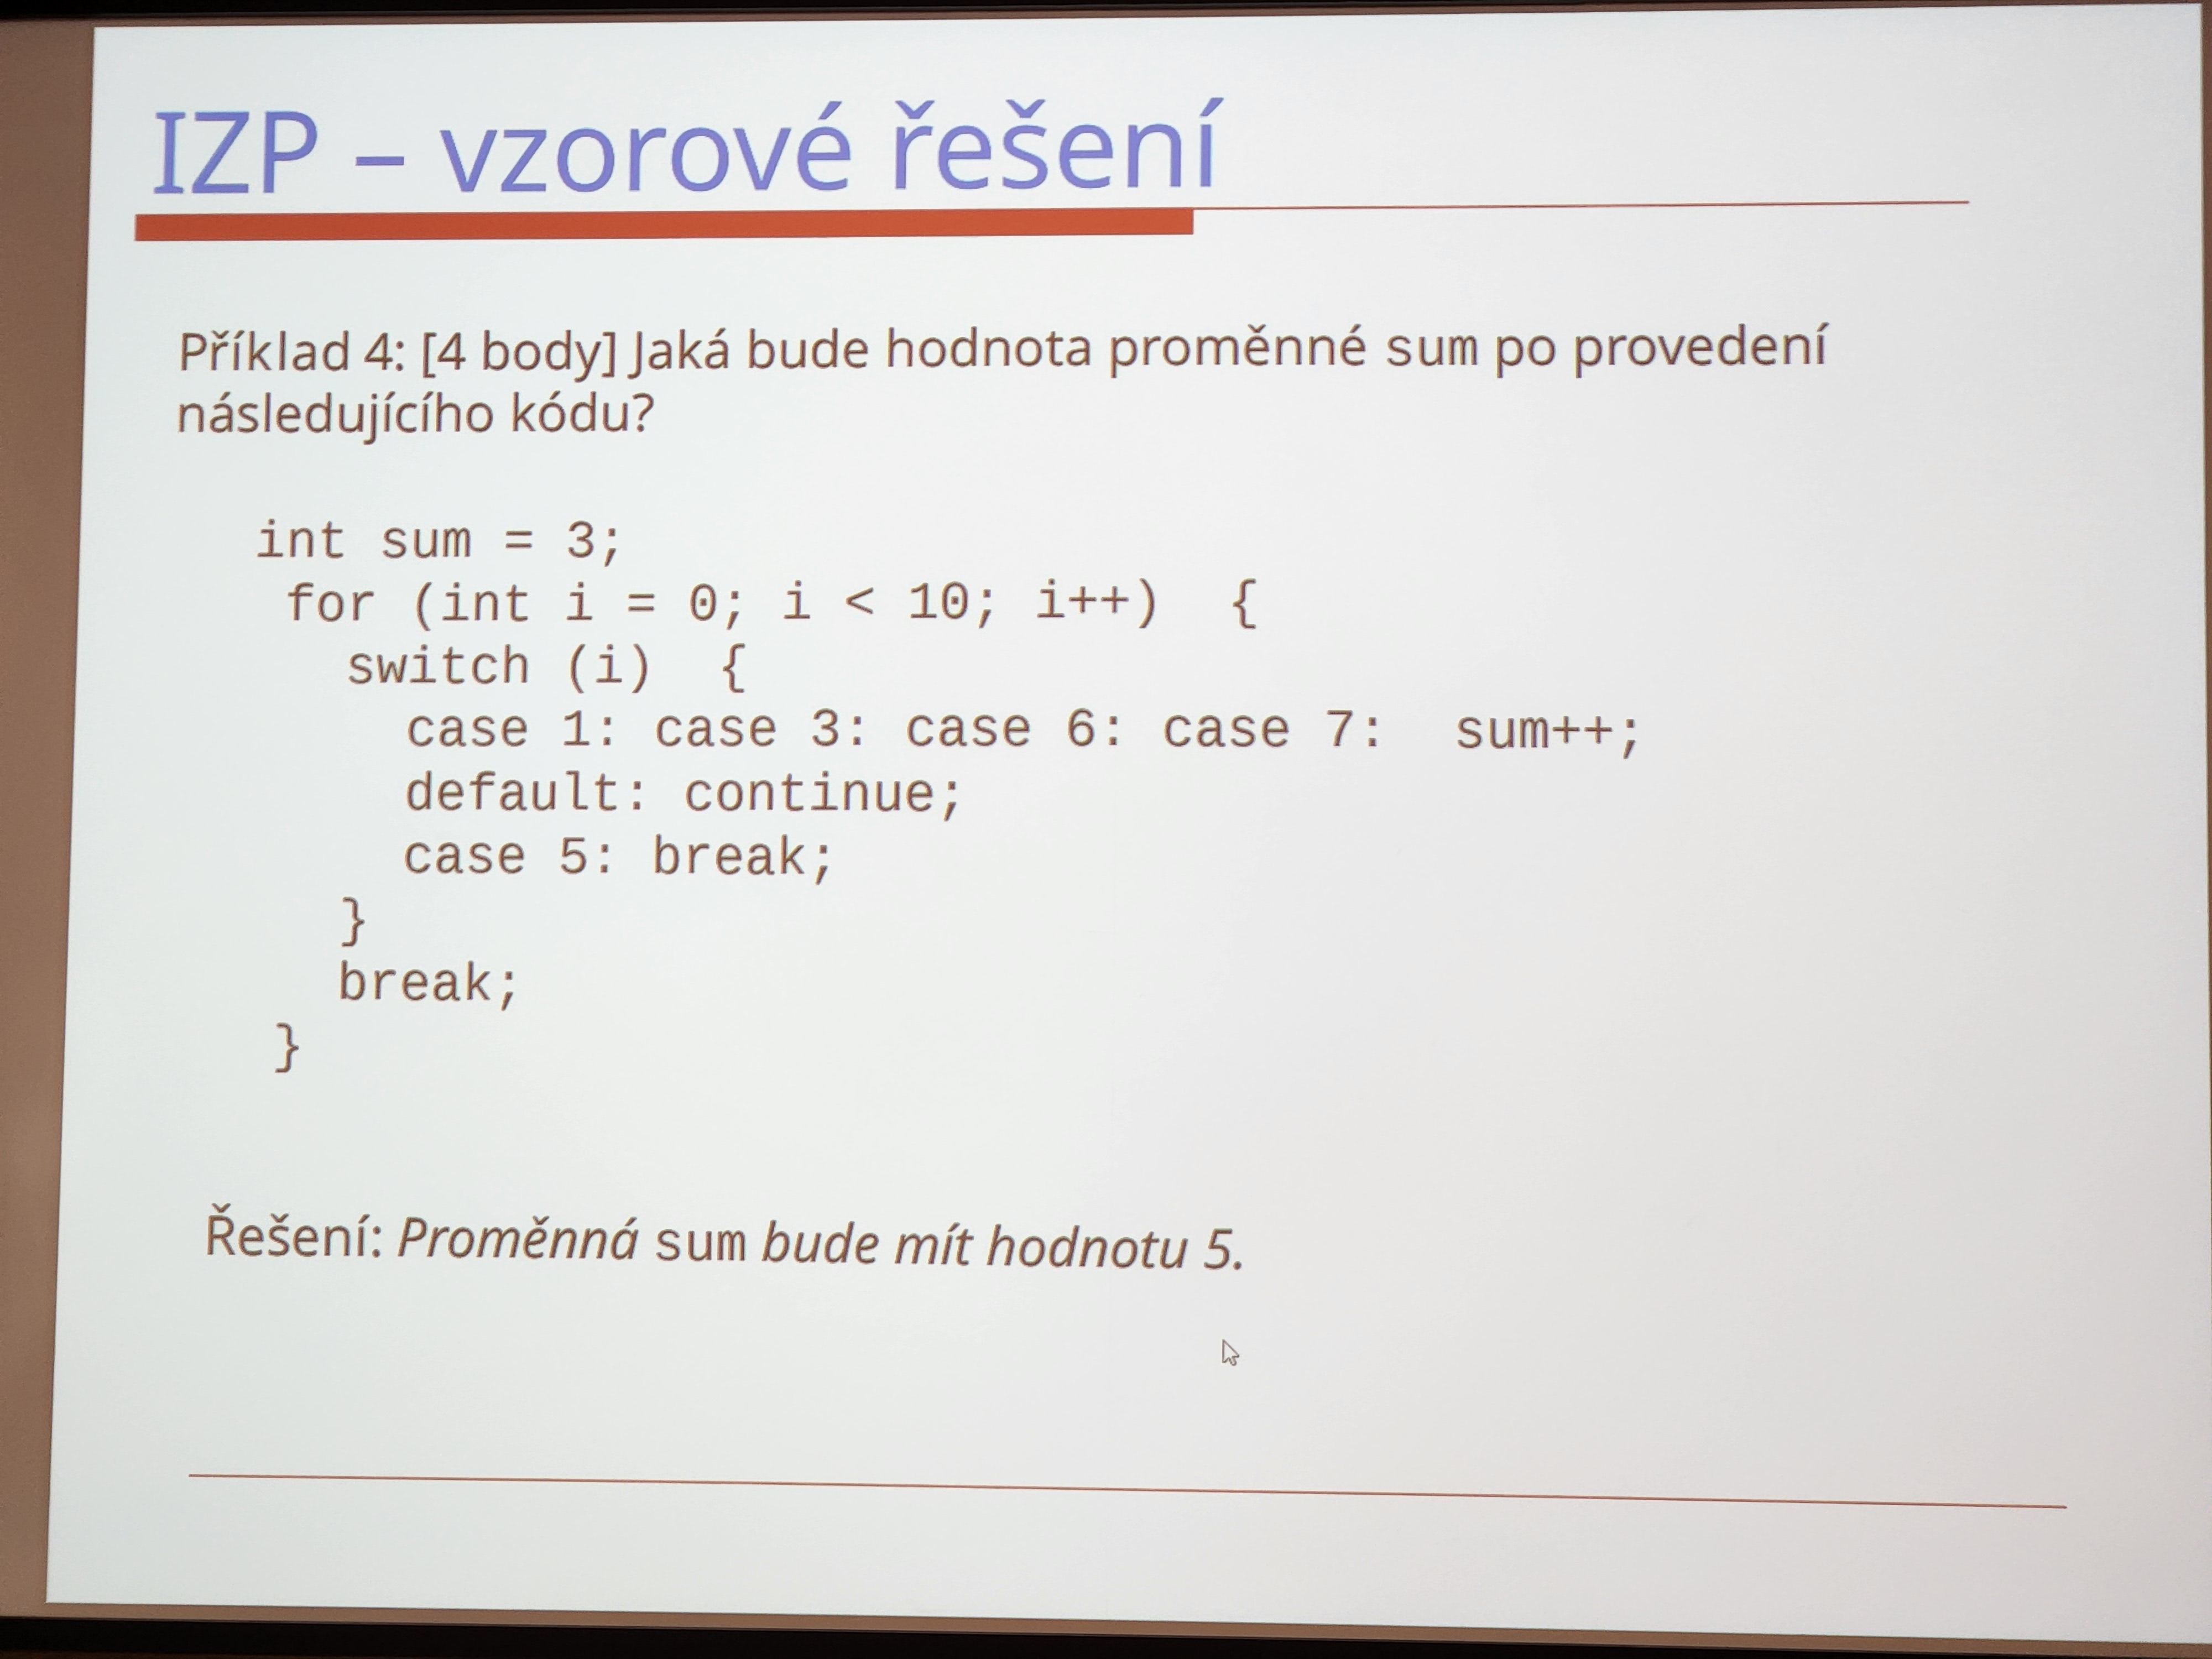 IZP – vzorové řešení
Příklad 4: [4 body] Jaká bude hodnota proměnné sum po provedení
následujícího kódu?
int sum = 3;
for (int i = 0; i < 10; i++) {
switch (i) {
case 1: case 3: case 6: case 7: sum++;
default: continue;
case 5: break;
}
break;
}
Řešení: Proměnná sum bude mít hodnotu 5.